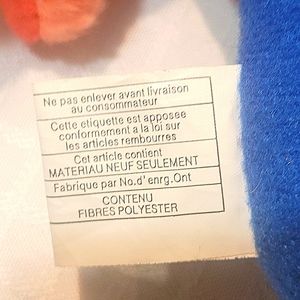 Ne pas enlever avant livraison
au consommateur
Cette etiquette est apposee
conformement a la loi sur
les articles rembourres
Cet article contient
MATERIAU NEUF SEULEMENT
Fabrique par No.d'enrg.Ont
CONTENU
FIBRES POLYESTER